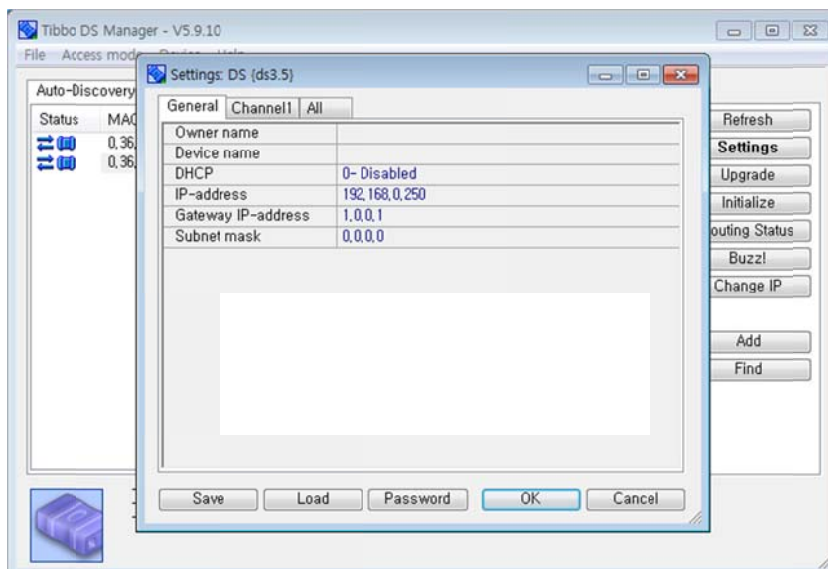 Tibbo DS Manager - V5.9.10
File Access mode Device Help
Auto-Discovery
Status MAC
0,36,
0,36,
Settings: DS {ds3.5}
General Channel1 All
Owner name
Device name
DHCP 0- Disabled
IP-address 192,168,0,250
Gateway IP-address 1,0,0,1
Subnet mask 0,0,0,0
Save Load Password OK Cancel
Refresh
Settings
Upgrade
Initialize
outing Status
Buzz!
Change IP
Add
Find